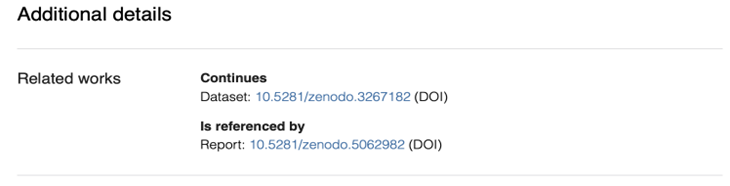 Additional details
Related works
Continues
Dataset: 10.5281/zenodo.3267182 (DOI)
Is referenced by
Report: 10.5281/zenodo.5062982 (DOI)